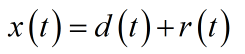 x(t) = d(t) + r(t)